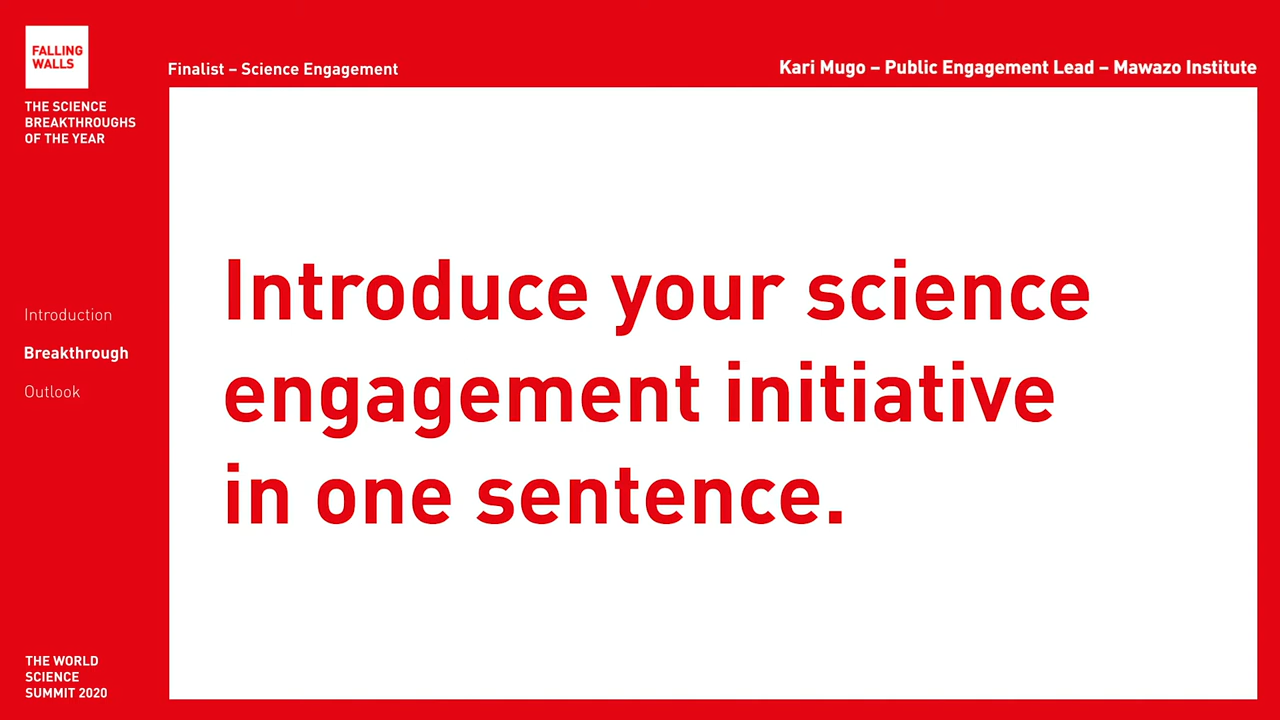 FALLING
WALLS
THE SCIENCE
BREAKTHROUGHS
OF THE YEAR
Finalist – Science Engagement
Kari Mugo – Public Engagement Lead – Mawazo Institute
Introduction
Breakthrough
Outlook
Introduce your science
engagement initiative
in one sentence.
THE WORLD
SCIENCE
SUMMIT 2020